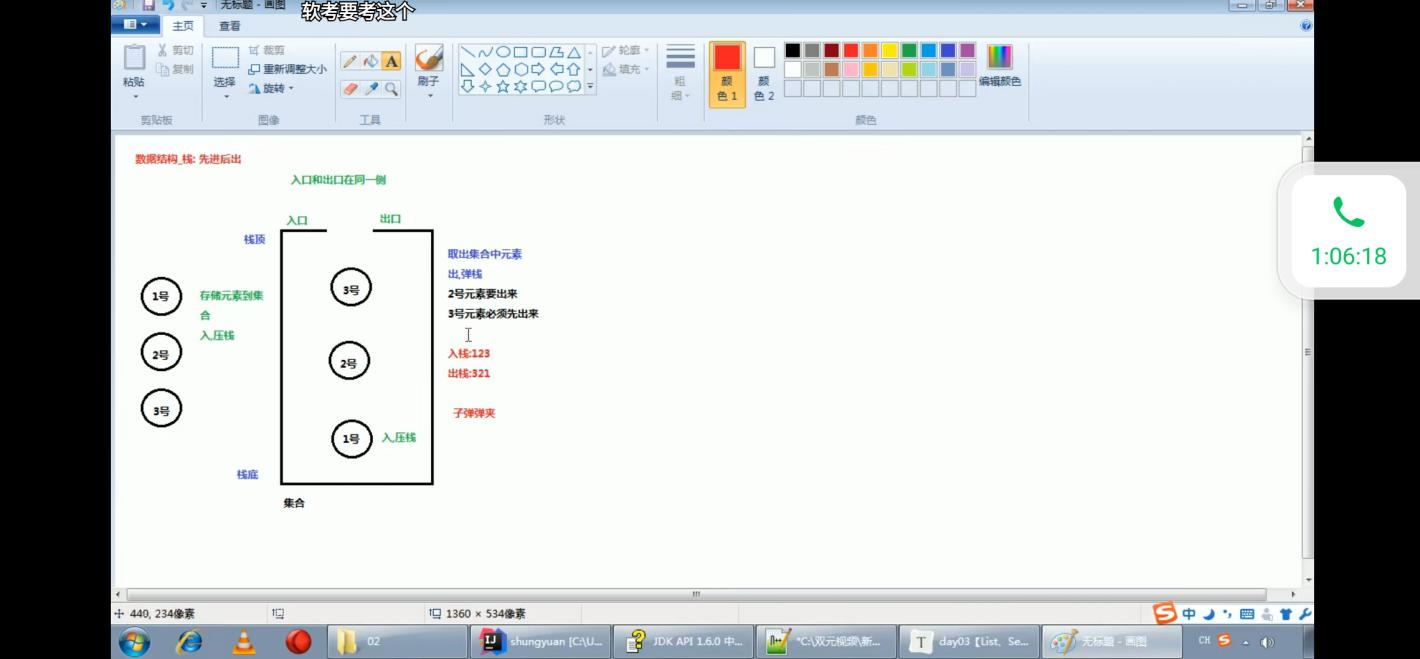 无标题 - 画图
软考要考这个
主页
查看
粘贴
剪切
复制
剪贴板
选择
裁剪
重新调整大小
旋转
图像
A
工具
刷子
形状
轮廓
填充
粗
细
颜
色 1
颜
色 2
编辑颜色
颜色
1:06:18
数据结构_栈: 先进后出
入口和出口在同一侧
入口
出口
栈顶
取出集合中元素
出,弹栈
2号元素要出来
3号元素必须先出来
入栈:123
出栈:321
子弹弹夹
1号
2号
3号
存储元素到集
合
入,压栈
3号
2号
1号
入,压栈
栈底
集合
440, 234像素
1360 × 534像素
中
02
shungyuan [C:\U...
JDK API 1.6.0 中...
*C:\双元视频\新...
day03【List、Se...
无标题 - 画图
CH